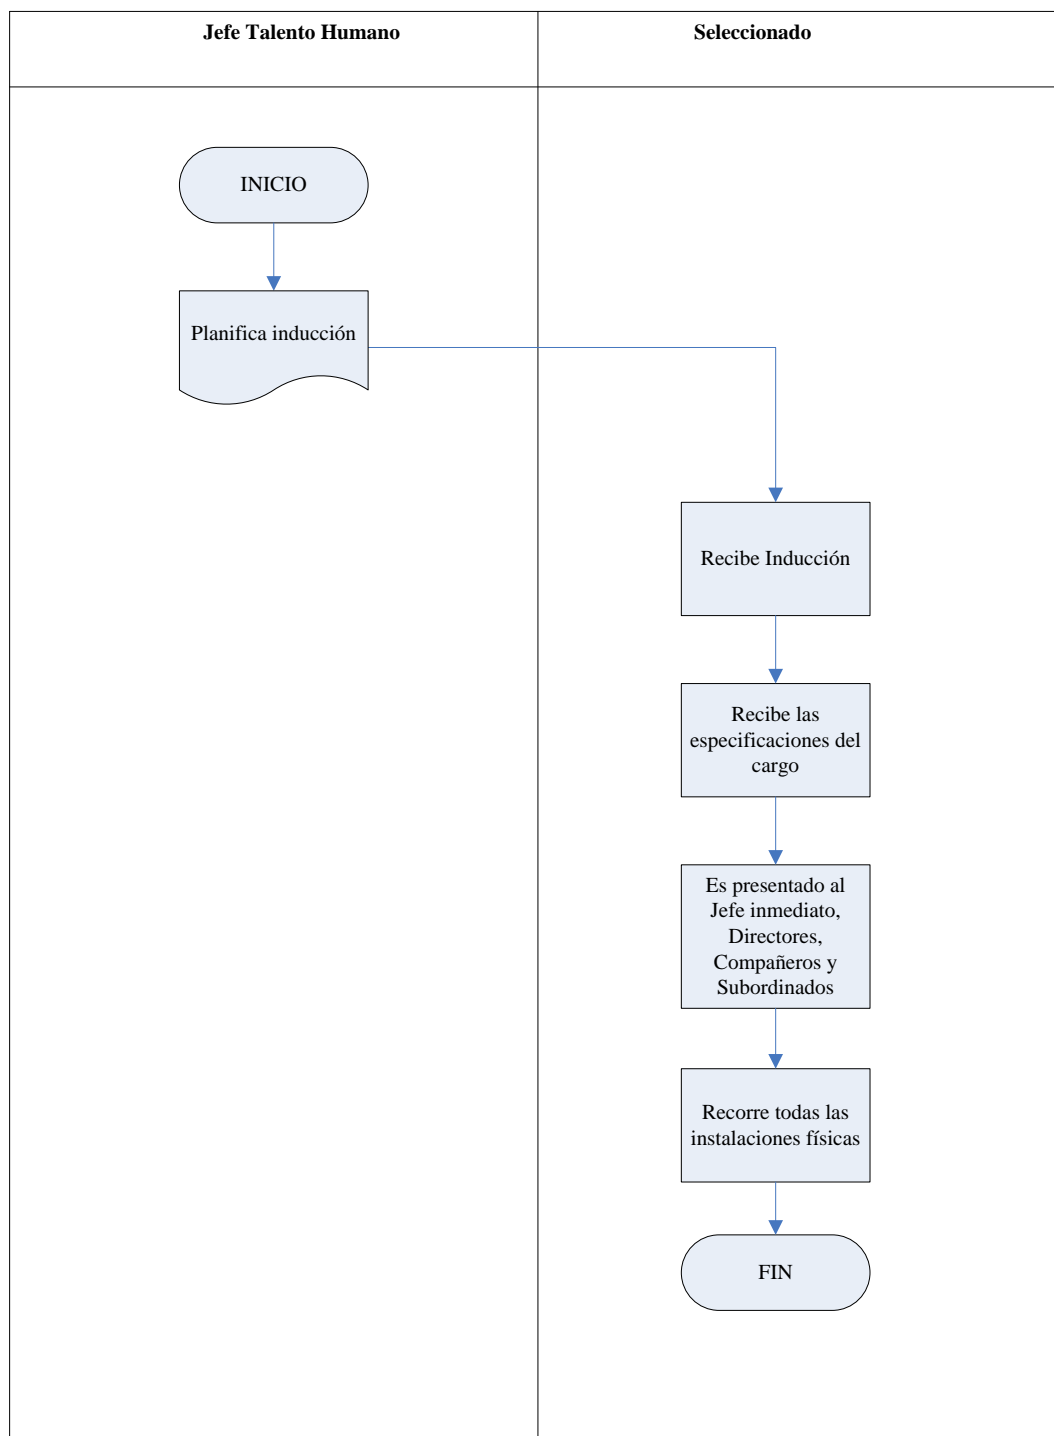 Jefe Talento Humano
Seleccionado
INICIO
Planifica inducción
Recibe Inducción
Recibe las
especificaciones del
cargo
Es presentado al
Jefe inmediato,
Directores,
Compañeros y
Subordinados
Recorre todas las
instalaciones físicas
FIN